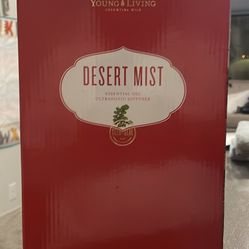 YOUNG LIVING
ESSENTIAL OILS
DESERT MIST
ESSENTIAL OIL
ULTRASONIC DIFFUSER